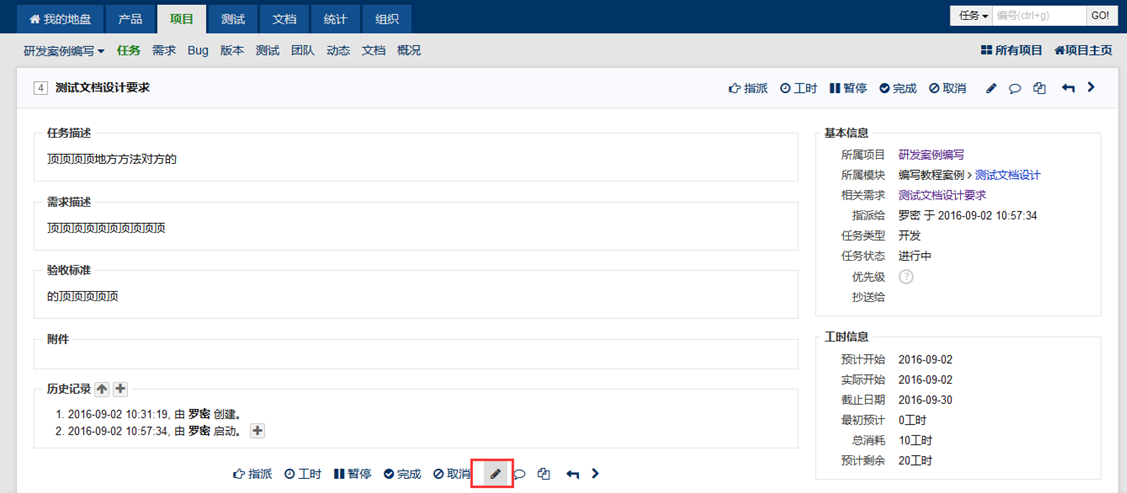 我的地盘 产品 项目 测试 文档 统计 组织 任务 编号(ctrl+g) GO!
研发案例编写 任务 需求 Bug 版本 测试 团队 动态 文档 概况 所有项目 项目主页
4 测试文档设计要求 指派 工时 暂停 完成 取消
任务描述
顶顶顶顶地方方法对方的
需求描述
顶顶顶顶顶顶顶顶顶顶
验收标准
的顶顶顶顶顶
附件
历史记录
1. 2016-09-02 10:31:19, 由 罗密 创建。
2. 2016-09-02 10:57:34, 由 罗密 启动。
指派 工时 暂停 完成 取消
基本信息
所属项目 研发案例编写
所属模块 编写教程案例 > 测试文档设计
相关需求 测试文档设计要求
指派给 罗密 于 2016-09-02 10:57:34
任务类型 开发
任务状态 进行中
优先级 ?
抄送给
工时信息
预计开始 2016-09-02
实际开始 2016-09-02
截止日期 2016-09-30
最初预计 0工时
总消耗 10工时
预计剩余 20工时